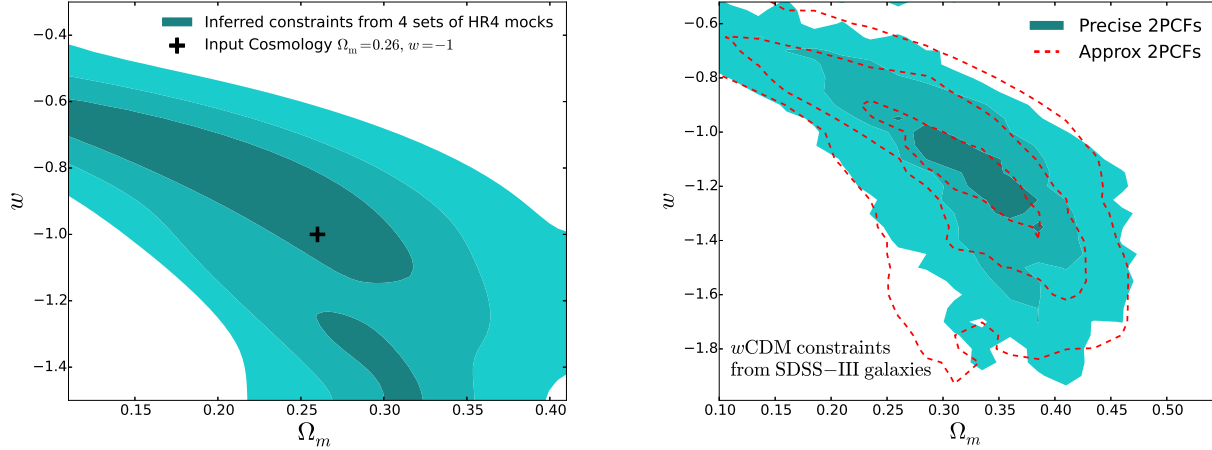 Inferred constraints from 4 sets of HR4 mocks
Input Cosmology Ωₘ=0.26, w=−1
−0.4
−0.6
−0.8
−1.0
−1.2
−1.4
w
0.15
0.20
0.25
0.30
0.35
0.40
Ωₘ
Precise 2PCFs
Approx 2PCFs
−0.6
−0.8
−1.0
−1.2
−1.4
−1.6
−1.8
w
wCDM constraints
from SDSS−III galaxies
0.10
0.15
0.20
0.25
0.30
0.35
0.40
0.45
0.50
Ωₘ